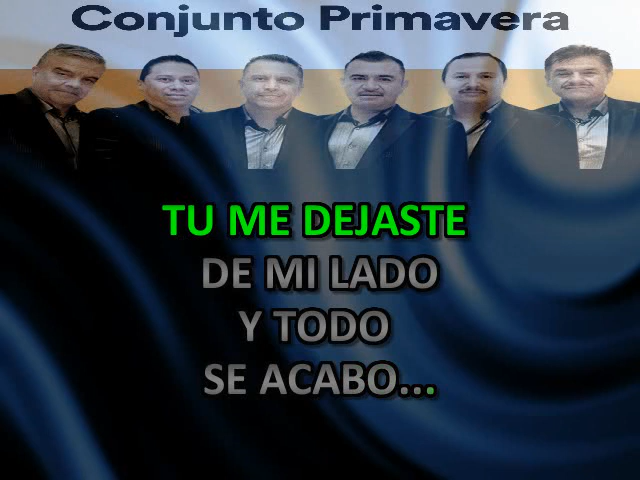 Conjunto Primavera
TU ME DEJASTE
DE MI LADO
Y TODO
SE ACABO...